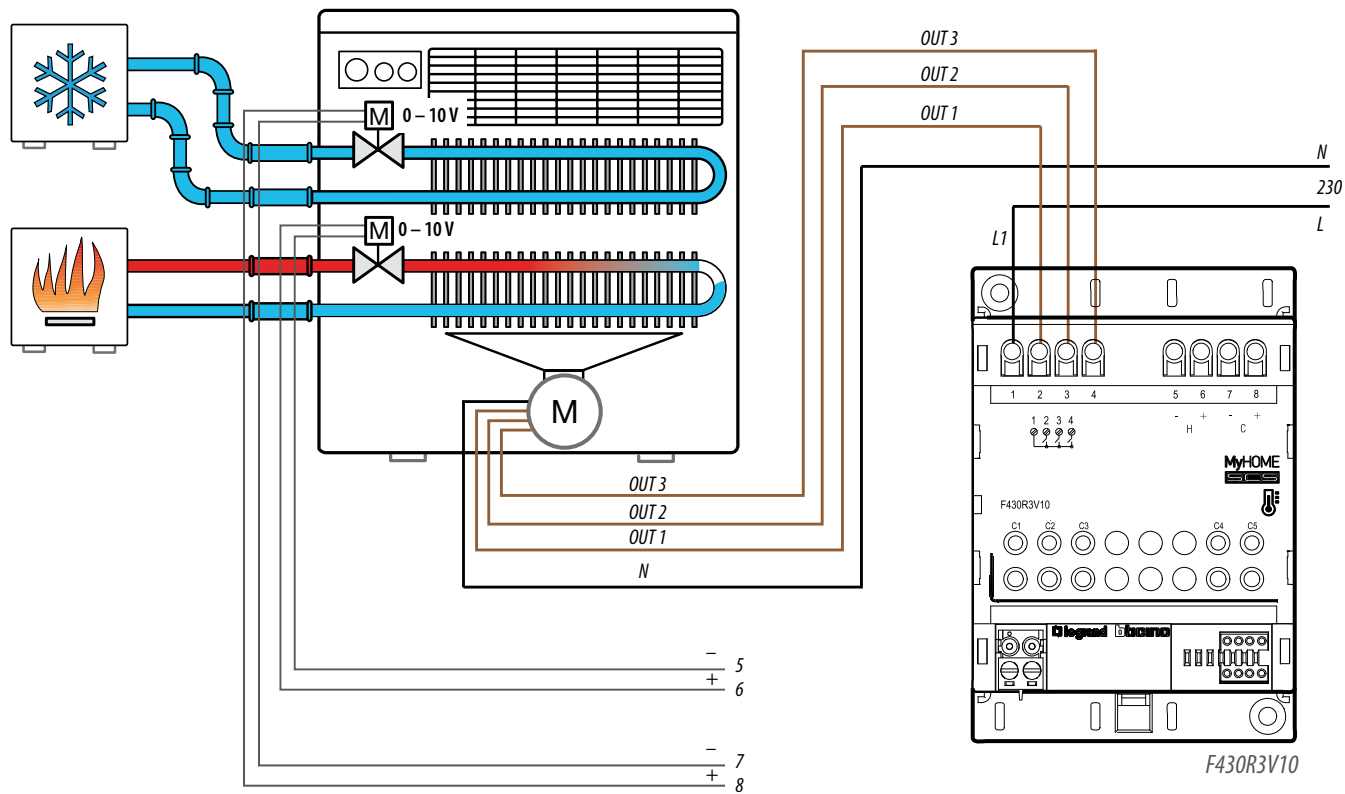 OUT 3
OUT 2
OUT 1
M 0 – 10 V
N
230
L
L1
M 0 – 10 V
1 2 3 4 5 6 7 8
- + - +
H C
1 2 3 4
M
MyHOME
SCS
OUT 3
OUT 2
OUT 1
N
F430R3V10
C1 C2 C3 C4 C5
legrand bticino
– 5
+ 6
– 7
+ 8
F430R3V10